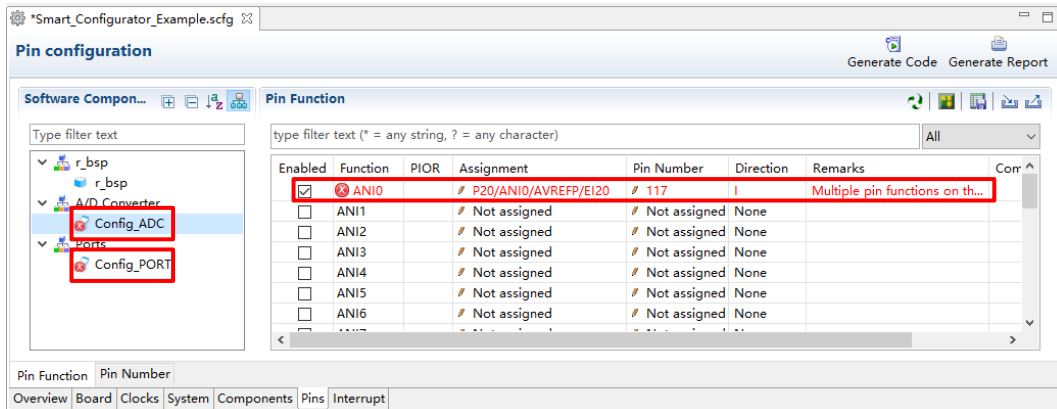 *Smart_Configurator_Example.scfg
Pin configuration
Generate Code Generate Report
Software Compon...
Pin Function
Type filter text
type filter text (* = any string, ? = any character)
All
r_bsp
r_bsp
A/D Converter
Config_ADC
Ports
Config_PORT
Enabled Function PIOR Assignment Pin Number Direction Remarks Com
ANI0 P20/ANI0/AVREFP/EI20 117 I Multiple pin functions on th...
ANI1 Not assigned Not assigned None
ANI2 Not assigned Not assigned None
ANI3 Not assigned Not assigned None
ANI4 Not assigned Not assigned None
ANI5 Not assigned Not assigned None
ANI6 Not assigned Not assigned None
Pin Function Pin Number
Overview Board Clocks System Components Pins Interrupt